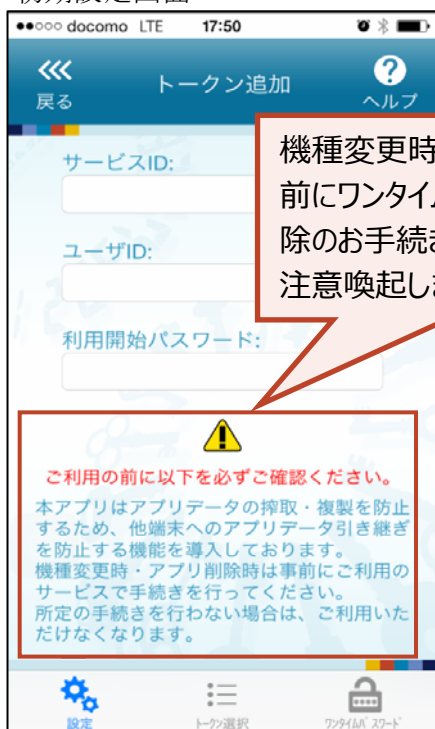 ●●○○○ docomo LTE 17:50
戻る
トークン追加
?
ヘルプ
サービスID:
機種変更時
前にワンタイ
除のお手続
注意喚起し
ユーザID:
利用開始パスワード:
ご利用の前に以下を必ずご確認ください。
本アプリはアプリデータの搾取・複製を防止
するため、他端末へのアプリデータ引き継ぎ
を防止する機能を導入しております。
機種変更時・アプリ削除時は事前にご利用の
サービスで手続きを行ってください。
所定の手続きを行わない場合は、ご利用いた
だけなくなります。
設定
トークン選択
ワンタイムパスワード